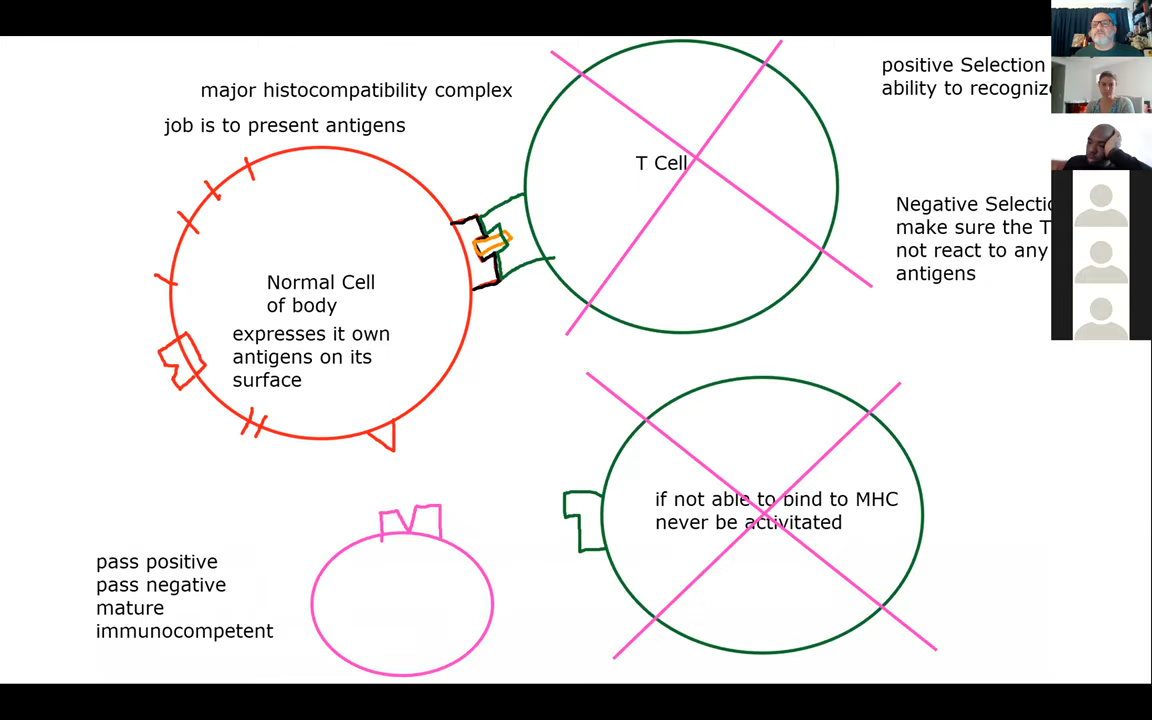 major histocompatibility complex
job is to present antigens
Normal Cell
of body
expresses it own
antigens on its
surface
T Cell
positive Selection
ability to
Negative
make sure the
not react to any
antigens
if not able to bind to MHC
never be activitated
pass positive
pass negative
mature
immunocompetent